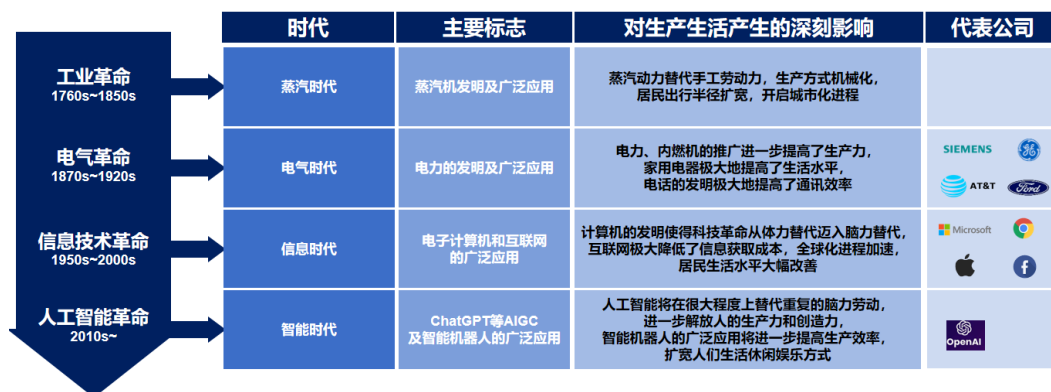 时代
主要标志
对生产生活产生的深刻影响
代表公司
工业革命
1760s~1850s
蒸汽时代
蒸汽机发明及广泛应用
蒸汽动力替代手工劳动力，生产方式机械化，
居民出行半径扩宽，开启城市化进程
电气革命
1870s~1920s
电气时代
电力的发明及广泛应用
电力、内燃机的推广进一步提高了生产力，
家用电器极大地提高了生活水平，
电话的发明极大地提高了通讯效率
SIEMENS
GE
AT&T
Ford
信息技术革命
1950s~2000s
信息时代
电子计算机和互联网
的广泛应用
计算机的发明使得科技革命从体力替代迈入脑力替代，
互联网极大降低了信息获取成本，全球化进程加速，
居民生活水平大幅改善
Microsoft
f
人工智能革命
2010s~
智能时代
ChatGPT等AIGC
及智能机器人的广泛应用
人工智能将在很大程度上替代重复的脑力劳动，
进一步解放人的生产力和创造力，
智能机器人的广泛应用将进一步提高生产效率，
扩宽人们生活休闲娱乐方式
OpenAI